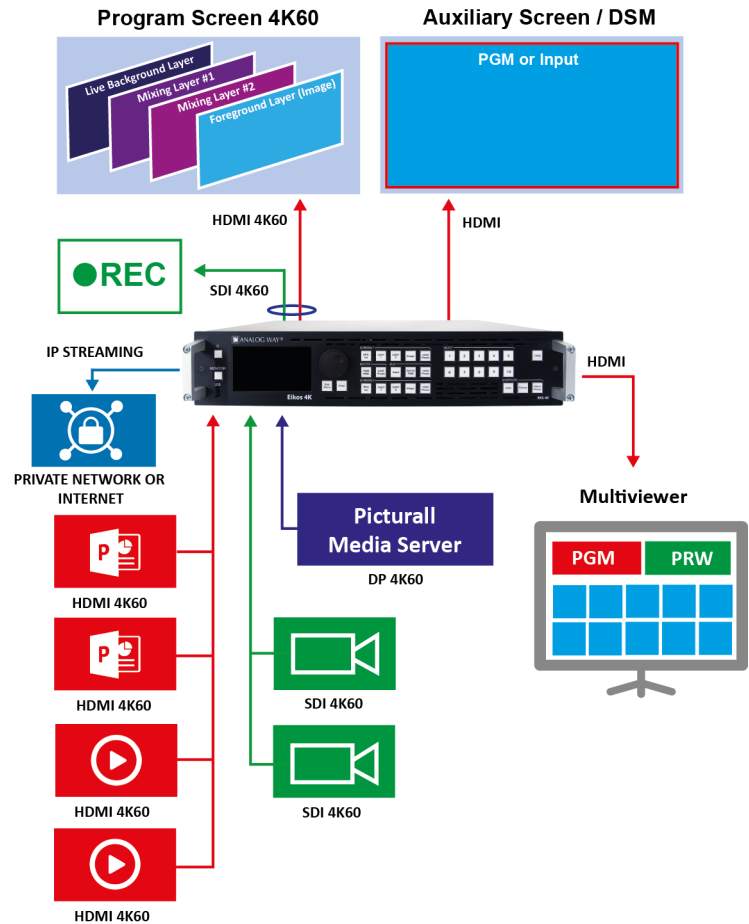 Program Screen 4K60
Auxiliary Screen / DSM
Live Background Layer
Mixing Layer #1
Mixing Layer #2
Foreground Layer (Image)
PGM or Input
HDMI 4K60
HDMI
REC
SDI 4K60
IP STREAMING
ANALOG WAY®
Eikos 4K
HDMI
PRIVATE NETWORK OR
INTERNET
Picturall
Media Server
DP 4K60
Multiviewer
PGM
PRW
P
HDMI 4K60
P
HDMI 4K60
SDI 4K60
HDMI 4K60
SDI 4K60
HDMI 4K60